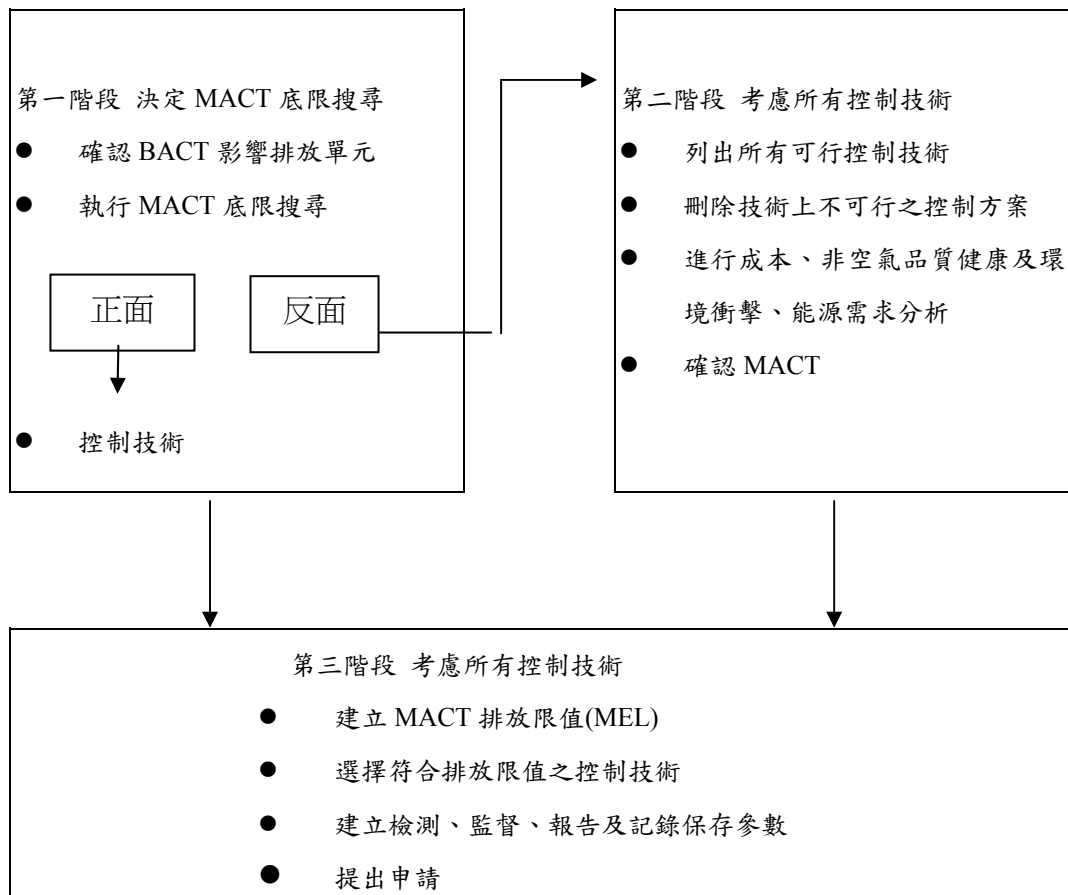 第一階段 決定 MACT 底限搜尋
● 確認 BACT 影響排放單元
● 執行 MACT 底限搜尋
正面
反面
● 控制技術
第二階段 考慮所有控制技術
● 列出所有可行控制技術
● 刪除技術上不可行之控制方案
● 進行成本、非空氣品質健康及環
境衝擊、能源需求分析
● 確認 MACT
第三階段 考慮所有控制技術
● 建立 MACT 排放限值(MEL)
● 選擇符合排放限值之控制技術
● 建立檢測、監督、報告及記錄保存參數
● 提出申請